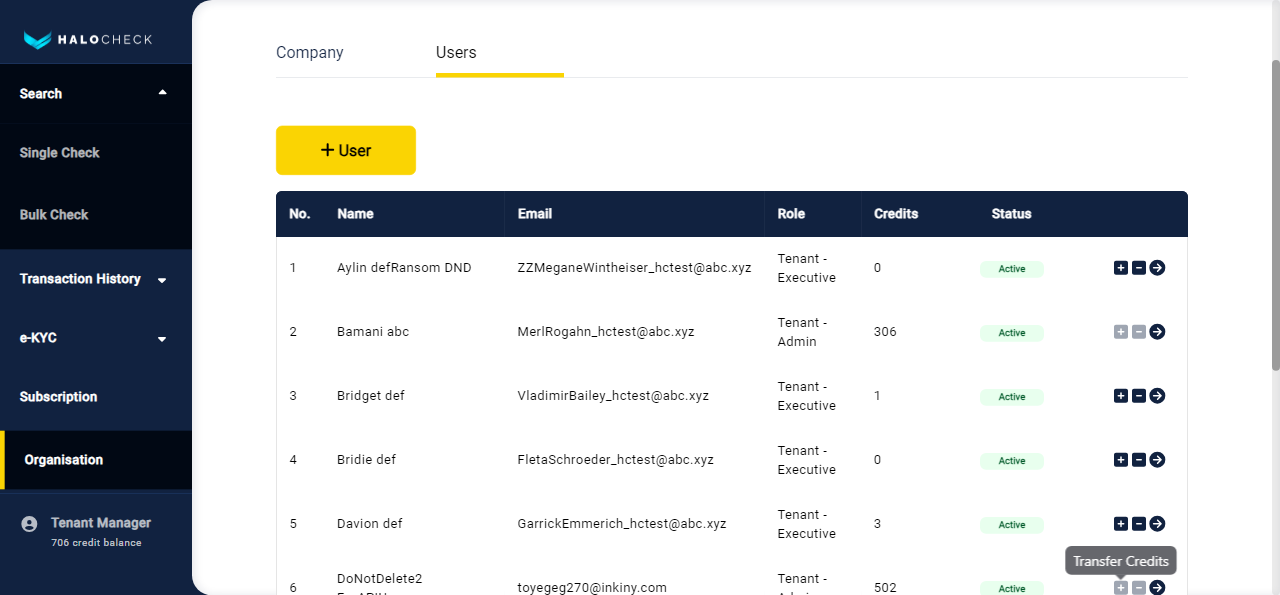 HALOCHECK
Search
Single Check
Bulk Check
Transaction History
e-KYC
Subscription
Organisation
Tenant Manager
706 credit balance
Company Users
+ User
No. Name Email Role Credits Status
1 Aylin defRansom DND ZZMeganeWintheiser_hctest@abc.xyz Tenant - 0 Active
Executive
2 Bamani abc MerlRogahn_hctest@abc.xyz Tenant - 306 Active
Admin
3 Bridget def VladimirBailey_hctest@abc.xyz Tenant - 1 Active
Executive
4 Bridie def FletaSchroeder_hctest@abc.xyz Tenant - 0 Active
Executive
5 Davion def GarrickEmmerich_hctest@abc.xyz Tenant - 3 Active
Executive
Transfer Credits
6 DoNotDelete2 toyegeg270@inkiny.com Tenant - 502 Active